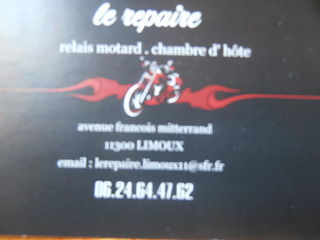 le repaire
relais motard . chambre d' hôte
avenue francois mitterrand
11300 LIMOUX
email : lerepaire.limoux11@sfr.fr
06.24.64.47.62